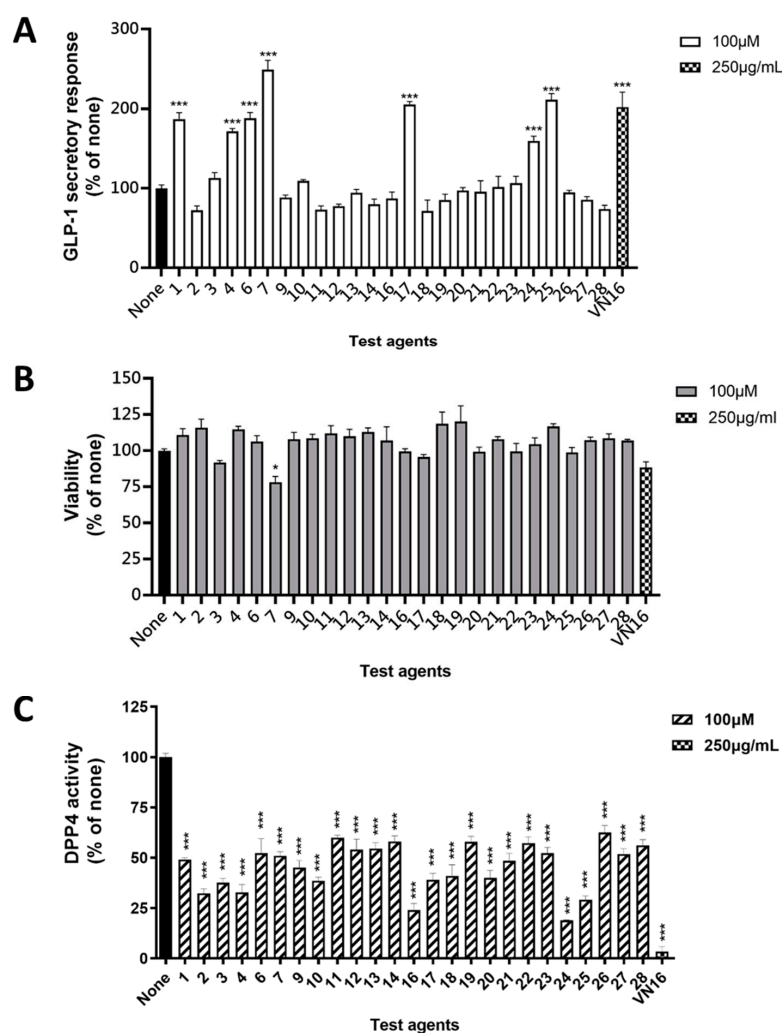 A
GLP-1 secretory response
(% of none)
300
200
100
0
100μM
250μg/mL
***
***
***
***
***
***
***
***
None 1 2 3 4 6 7 9 10 11 12 13 14 16 17 18 19 20 21 22 23 24 25 26 27 28 VN16
Test agents
B
Viability
(% of none)
150
125
100
75
50
25
0
100μM
250μg/ml
*
None 1 2 3 4 6 7 9 10 11 12 13 14 16 17 18 19 20 21 22 23 24 25 26 27 28 VN16
Test agents
C
DPP4 activity
(% of none)
125
100
75
50
25
0
100μM
250μg/mL
*** *** *** *** *** *** *** *** *** *** *** *** *** *** *** *** *** *** *** *** *** *** *** *** *** ***
None 1 2 3 4 6 7 9 10 11 12 13 14 16 17 18 19 20 21 22 23 24 25 26 27 28 VN16
Test agents